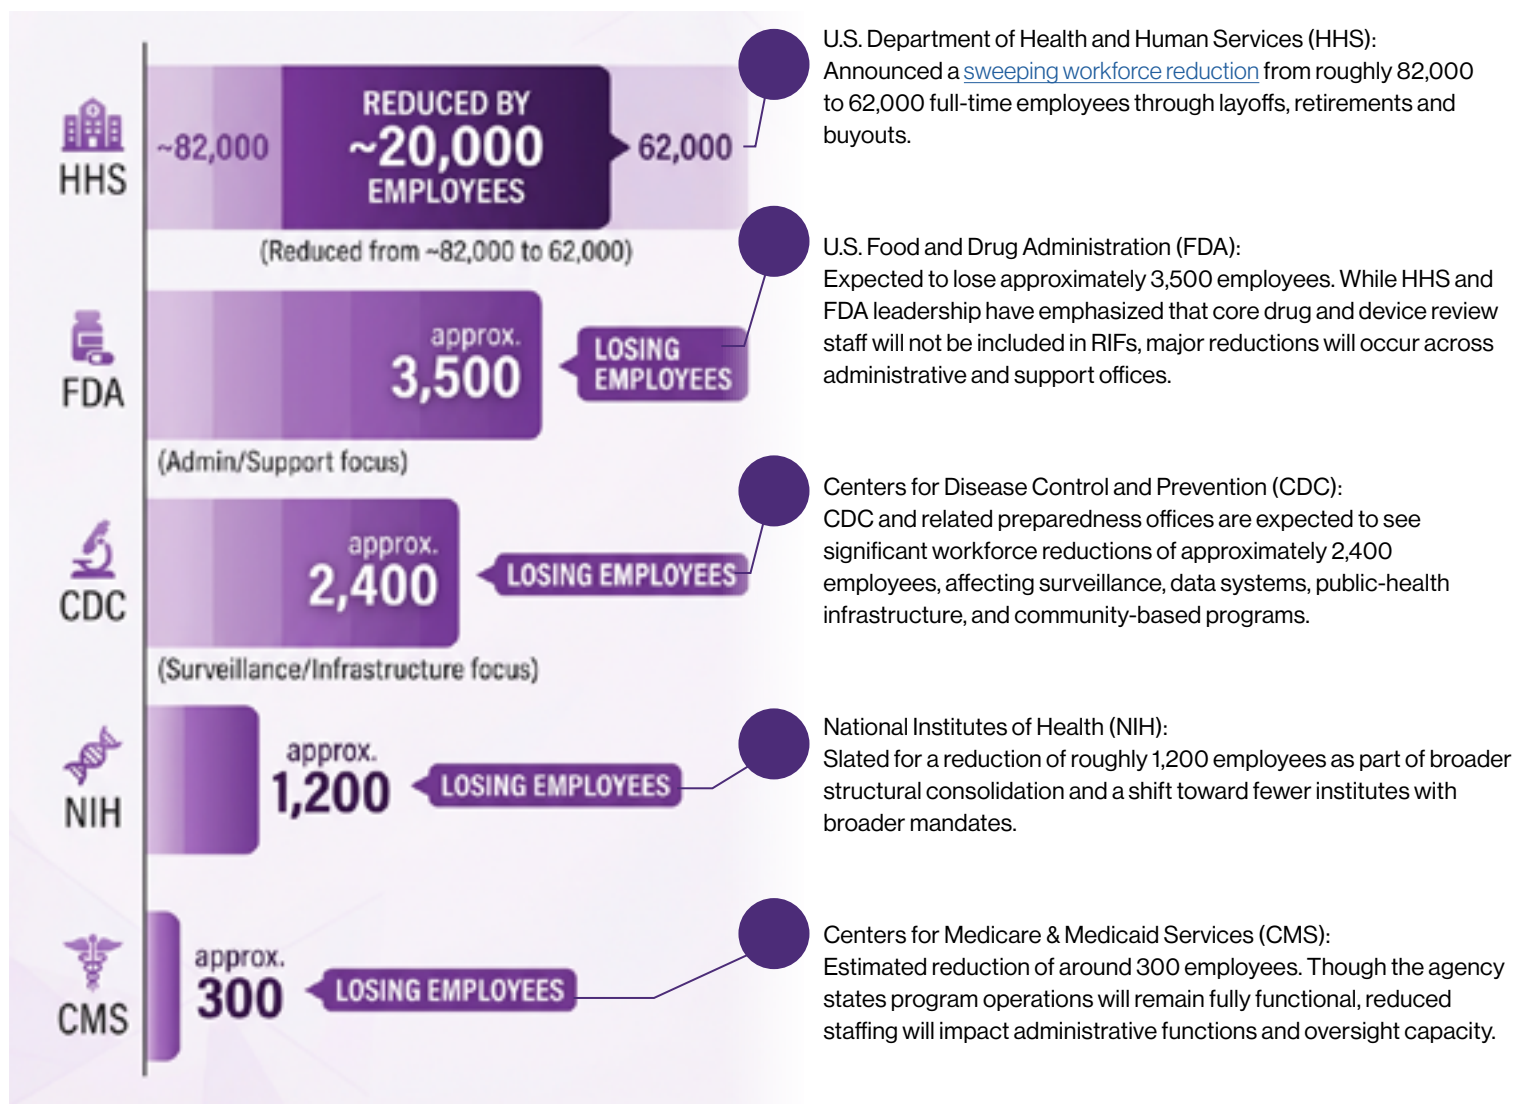 HHS
~82,000
REDUCED BY
~20,000
EMPLOYEES
62,000
(Reduced from ~82,000 to 62,000)
U.S. Department of Health and Human Services (HHS):
Announced a sweeping workforce reduction from roughly 82,000
to 62,000 full-time employees through layoffs, retirements and
buyouts.
FDA
approx.
3,500
LOSING
EMPLOYEES
(Admin/Support focus)
U.S. Food and Drug Administration (FDA):
Expected to lose approximately 3,500 employees. While HHS and
FDA leadership have emphasized that core drug and device review
staff will not be included in RIFs, major reductions will occur across
administrative and support offices.
CDC
approx.
2,400
LOSING EMPLOYEES
(Surveillance/Infrastructure focus)
Centers for Disease Control and Prevention (CDC):
CDC and related preparedness offices are expected to see
significant workforce reductions of approximately 2,400
employees, affecting surveillance, data systems, public-health
infrastructure, and community-based programs.
NIH
approx.
1,200
LOSING EMPLOYEES
National Institutes of Health (NIH):
Slated for a reduction of roughly 1,200 employees as part of broader
structural consolidation and a shift toward fewer institutes with
broader mandates.
CMS
approx.
300
LOSING EMPLOYEES
Centers for Medicare & Medicaid Services (CMS):
Estimated reduction of around 300 employees. Though the agency
states program operations will remain fully functional, reduced
staffing will impact administrative functions and oversight capacity.